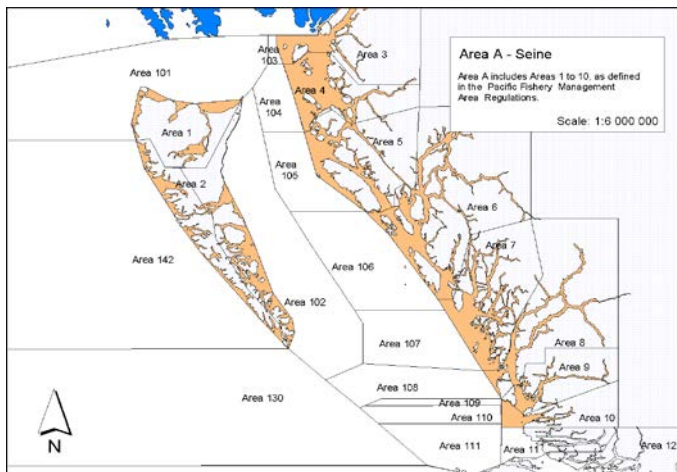 Area A - Seine
Area A includes Areas 1 to 10, as defined
in the Pacific Fishery Management
Area Regulations.
Scale: 1:6 000 000
Area 3
Area 103
Area 101
Area 4
Area 104
Area 1
Area 5
Area 105
Area 2
Area 6
Area 7
Area 142
Area 106
Area 102
Area 107
Area 8
Area 9
Area 108
Area 130
Area 109
Area 110
Area 10
Area 111
Area 11
Area 12
N